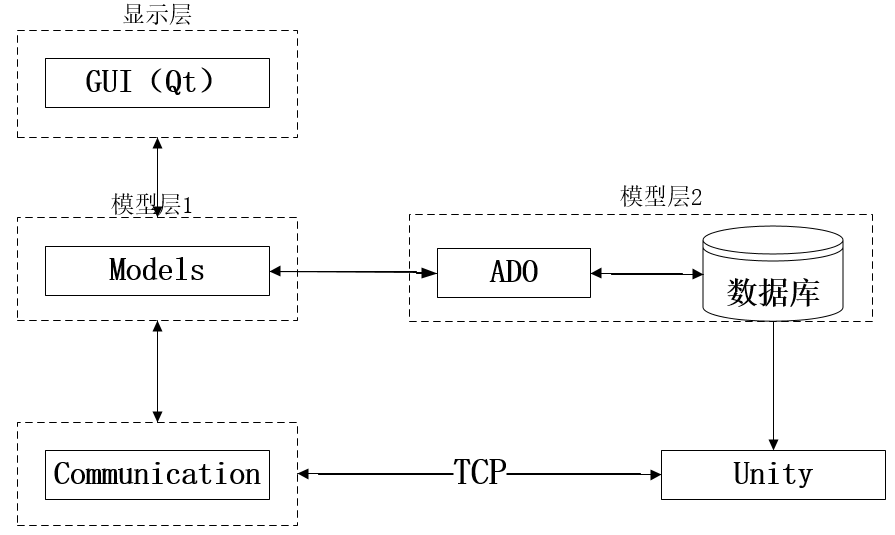 显示层
GUI（Qt）
模型层1
模型层2
Models
ADO
数据库
Communication
TCP
Unity